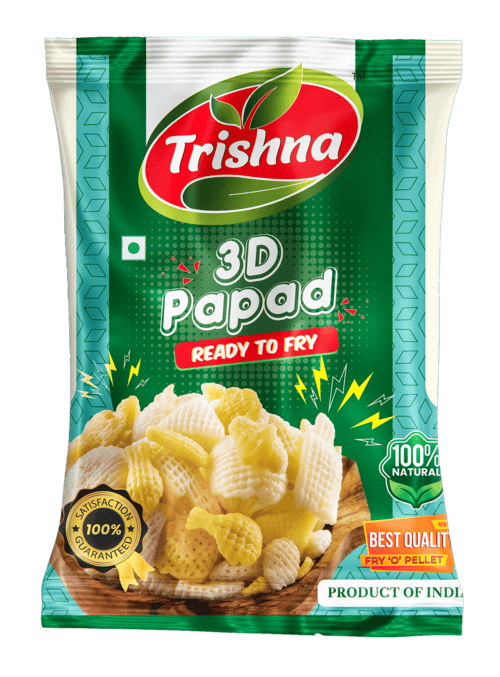 TM
Trishna
3D
Papad
READY TO FRY
100%
NATURAL
SATISFACTION
100%
GUARANTEED
NEW
BEST QUALIT
FRY 'O' PELLET
PRODUCT OF INDIA